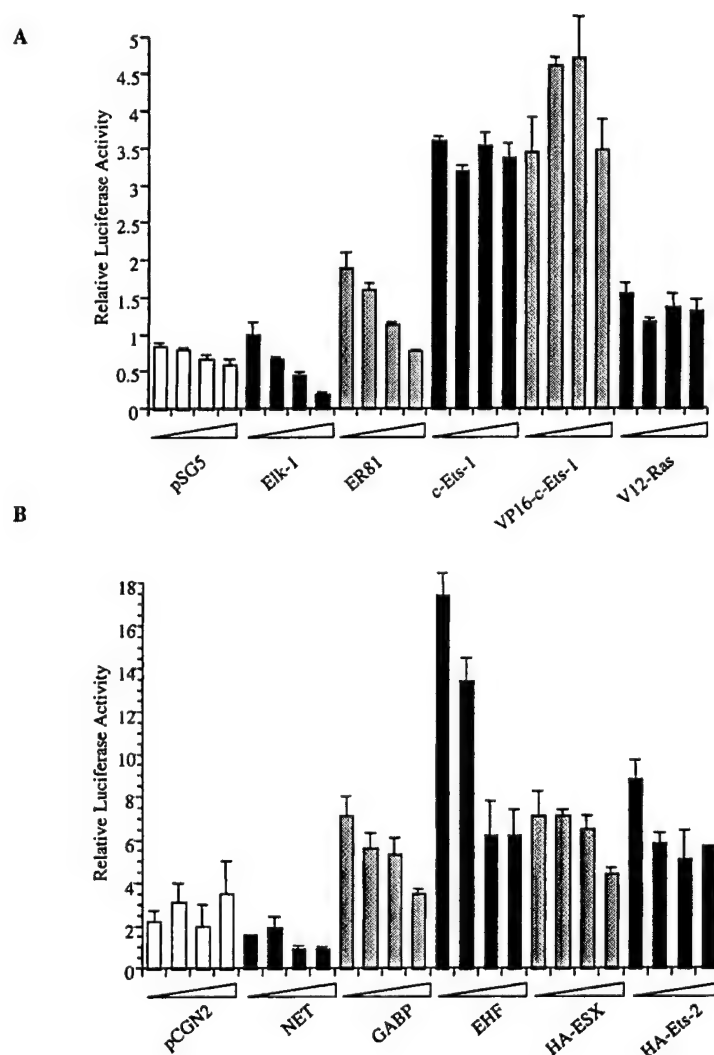 A
Relative Luciferase Activity
5
4.5
4
3.5
3
2.5
2
1.5
1
0.5
0
pSG5
Elk-1
ER81
c-Ets-1
VP16-c-Ets-1
V12-Ras
B
Relative Luciferase Activity
18
16
14
12
10
8
6
4
2
0
pCGN2
NET
GABP
EHF
HA-ESX
HA-Ets-2